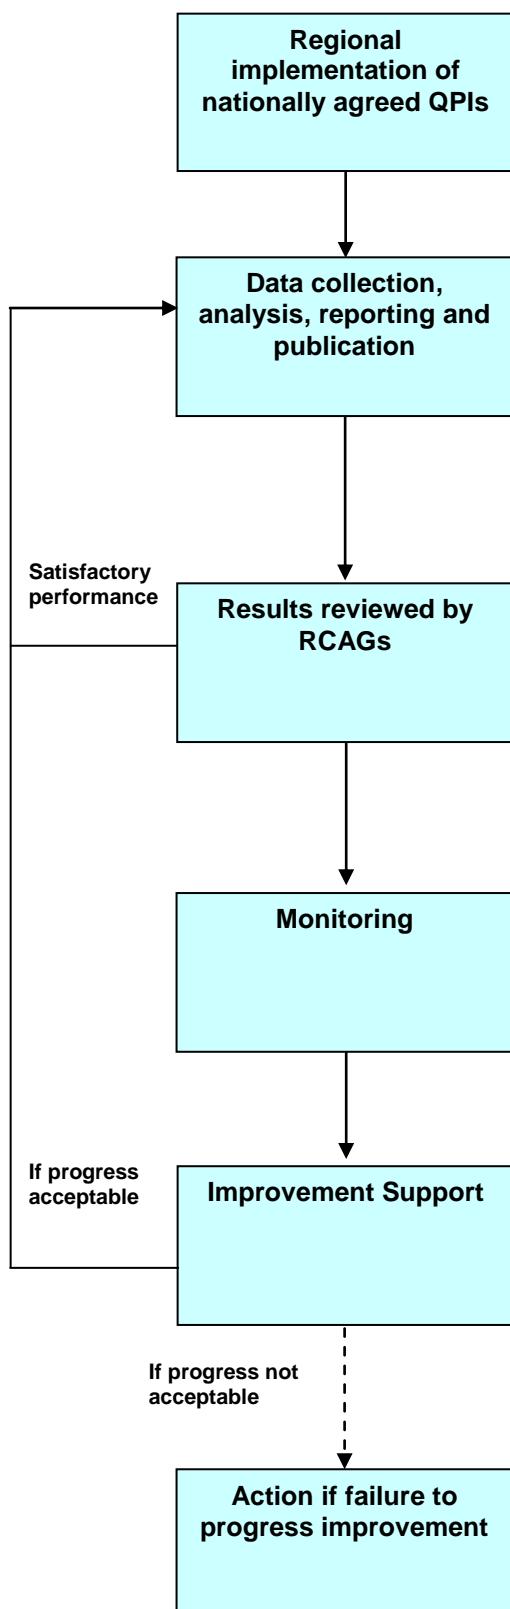 Regional
implementation of
nationally agreed QPIs
Data collection,
analysis, reporting and
publication
Satisfactory
performance
Results reviewed by
RCAGs
Monitoring
If progress
acceptable
Improvement Support
If progress not
acceptable
Action if failure to
progress improvement